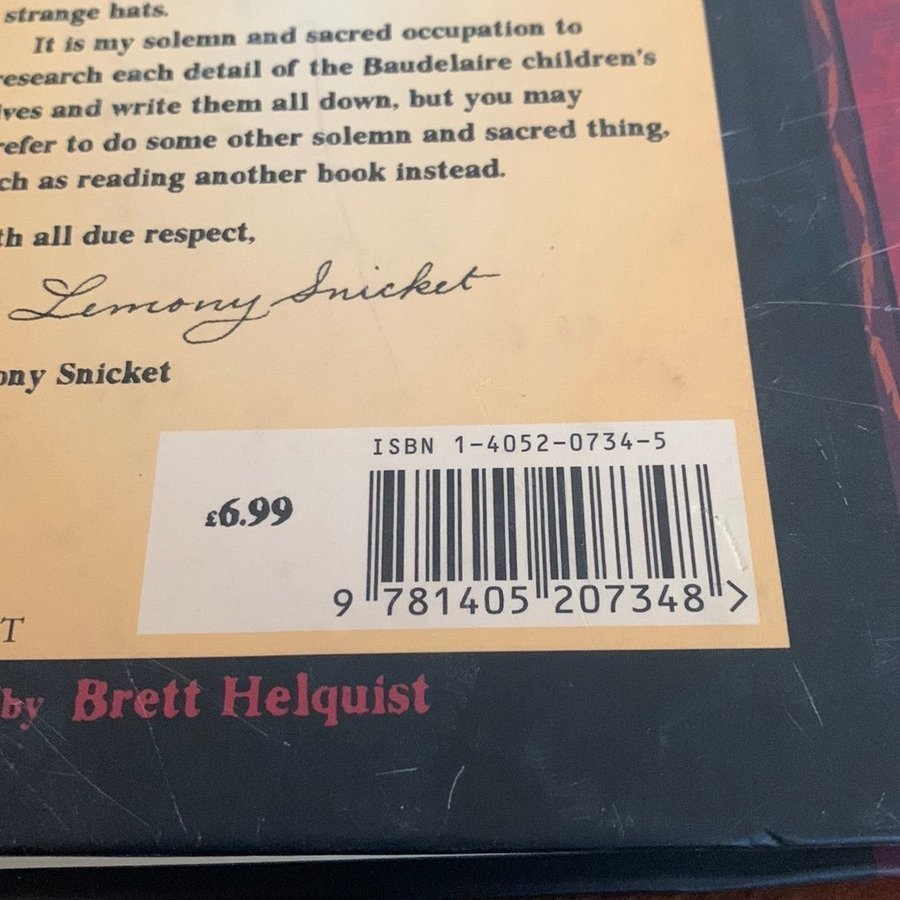 strange hats.
It is my solemn and sacred occupation to
research each detail of the Baudelaire children's
lves and write them all down, but you may
refer to do some other solemn and sacred thing,
ch as reading another book instead.
th all due respect,
Lemony Snicket
ony Snicket
ISBN 1-4052-0734-5
£6.99
9 781405 207348 >
T
by Brett Helquist